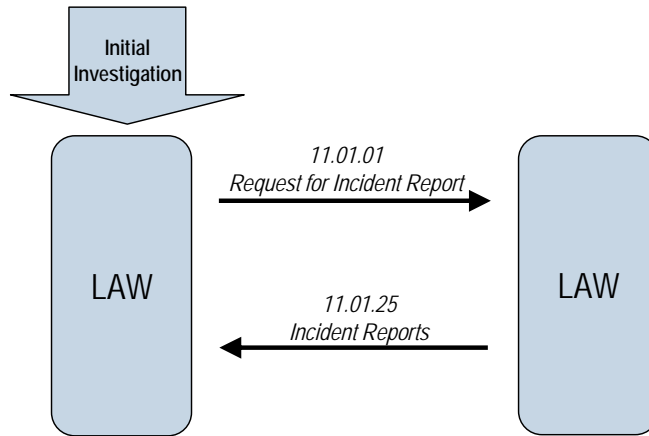 Initial
Investigation
11.01.01
Request for Incident Report
LAW
LAW
11.01.25
Incident Reports